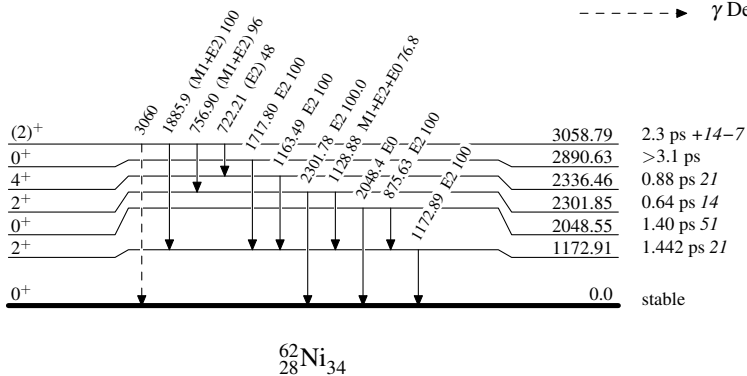 γ De
3060
1885.9 (M1+E2) 100
756.90 (M1+E2) 96
722.21 (E2) 48
1717.80 E2 100
1163.49 E2 100
2301.78 E2 100.0
1128.88 M1+E2+E0 76.8
2048.4 E0
875.63 E2 100
1172.89 E2 100
(2)+ 3058.79 2.3 ps +14−7
0+ 2890.63 >3.1 ps
4+ 2336.46 0.88 ps 21
2+ 2301.85 0.64 ps 14
0+ 2048.55 1.40 ps 51
2+ 1172.91 1.442 ps 21
0+ 0.0 stable
62 28 Ni 34